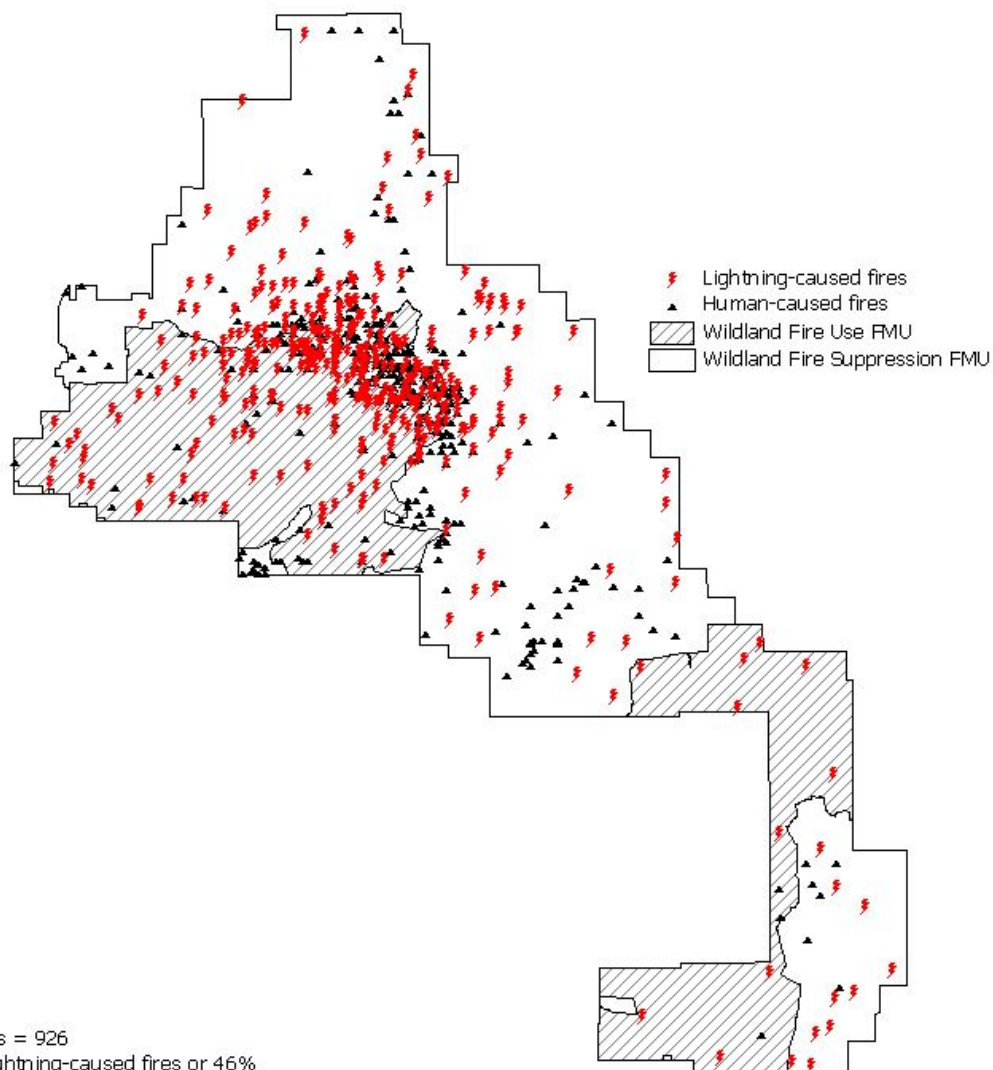 Lightning-caused fires
Human-caused fires
Wildland Fire Use FMU
Wildland Fire Suppression FMU
= 926
caused fires or 46%